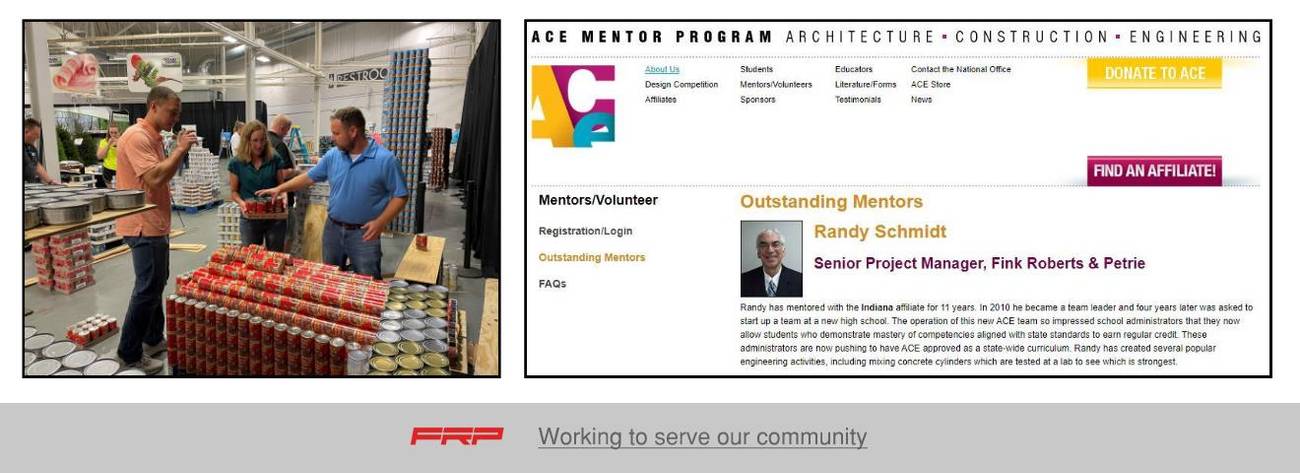 RESTROO
ACE MENTOR PROGRAM ARCHITECTURE ▪ CONSTRUCTION ▪ ENGINEERING
ACe
About Us Students Educators Contact the National Office
Design Competition Mentors/Volunteers Literature/Forms ACE Store
Affiliates Sponsors Testimonials News
DONATE TO ACE
FIND AN AFFILIATE!
Mentors/Volunteer
Registration/Login
Outstanding Mentors
FAQs
Outstanding Mentors
Randy Schmidt
Senior Project Manager, Fink Roberts & Petrie
Randy has mentored with the Indiana affiliate for 11 years. In 2010 he became a team leader and four years later was asked to
start up a team at a new high school. The operation of this new ACE team so impressed school administrators that they now
allow students who demonstrate mastery of competencies aligned with state standards to earn regular credit. These
administrators are now pushing to have ACE approved as a state-wide curriculum. Randy has created several popular
engineering activities, including mixing concrete cylinders which are tested at a lab to see which is strongest.
FRP Working to serve our community